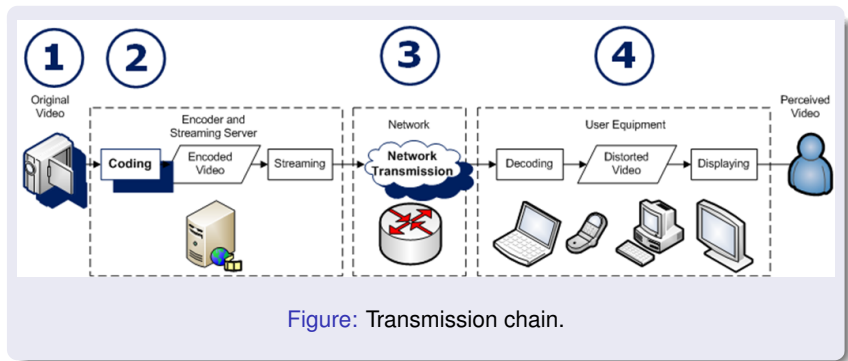 1
2
3
4
Original
Video
Encoder and
Streaming Server
Network
User Equipment
Perceived
Video
Coding
Encoded
Video
Streaming
Network
Transmission
Decoding
Distorted
Video
Displaying
Figure: Transmission chain.